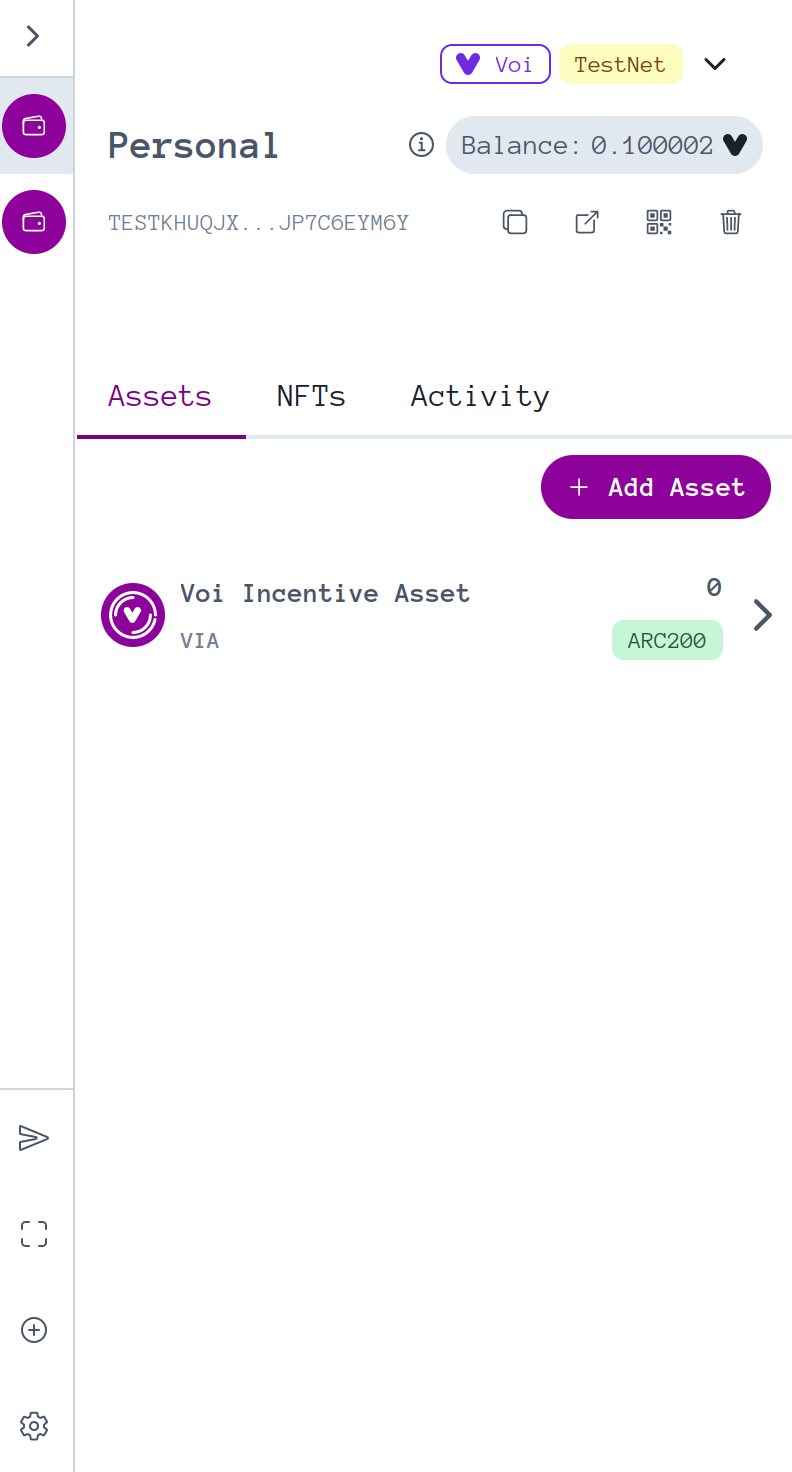 Voi TestNet
Personal Balance: 0.100002
TESTKHUQJX...JP7C6EYM6Y
Assets NFTs Activity
+ Add Asset
Voi Incentive Asset 0
VIA ARC200